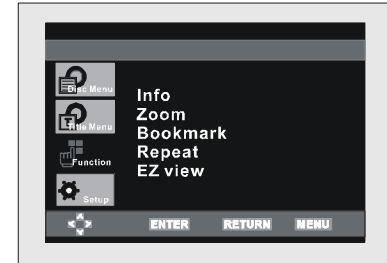 Disc Menu
Title Menu
Function
Setup
Info
Zoom
Bookmark
Repeat
EZ view
ENTER RETURN MENU